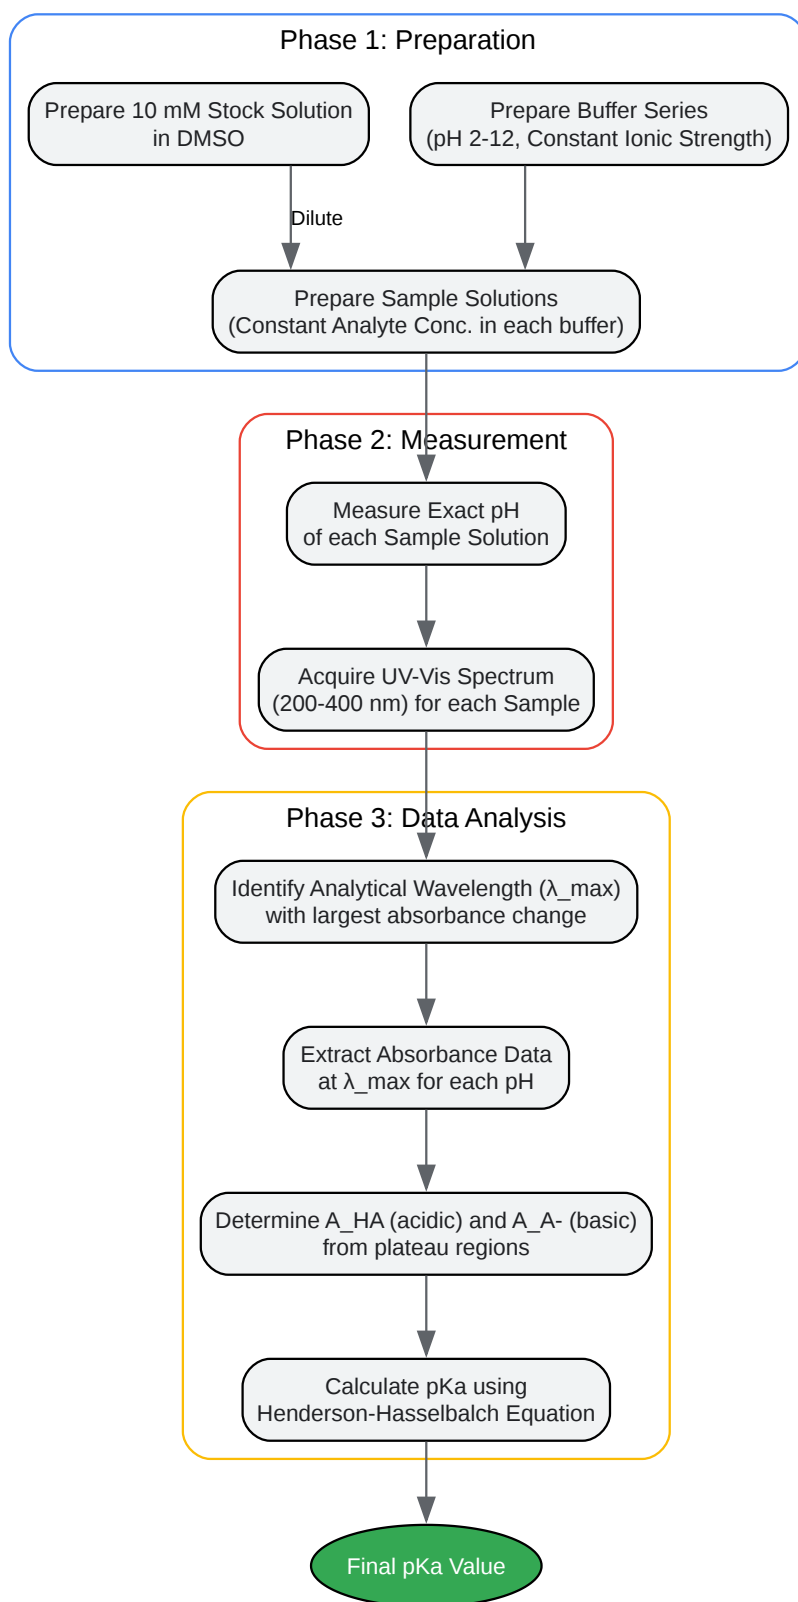 Phase 1: Preparation
Prepare 10 mM Stock Solution
in DMSO
Prepare Buffer Series
(pH 2-12, Constant Ionic Strength)
Dilute
Prepare Sample Solutions
(Constant Analyte Conc. in each buffer)
Phase 2: Measurement
Measure Exact pH
of each Sample Solution
Acquire UV-Vis Spectrum
(200-400 nm) for each Sample
Phase 3: Data Analysis
Identify Analytical Wavelength (λ_max)
with largest absorbance change
Extract Absorbance Data
at λ_max for each pH
Determine A_HA (acidic) and A_A- (basic)
from plateau regions
Calculate pKa using
Henderson-Hasselbalch Equation
Final pKa Value